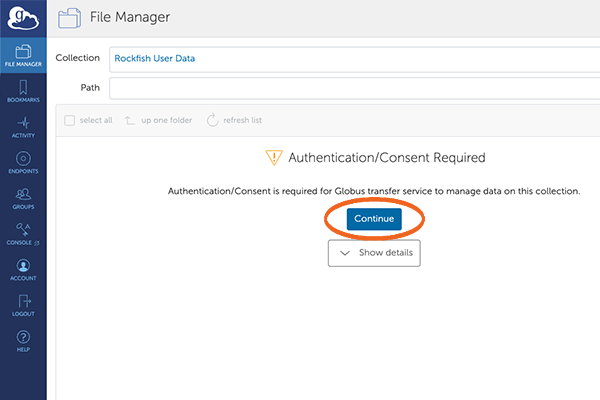 g
File Manager
FILE MANAGER
BOOKMARKS
ACTIVITY
ENDPOINTS
GROUPS
CONSOLE
ACCOUNT
LOGOUT
HELP
Collection
Rockfish User Data
Path
select all up one folder refresh list
Authentication/Consent Required
Authentication/Consent is required for Globus transfer service to manage data on this collection.
Continue
Show details